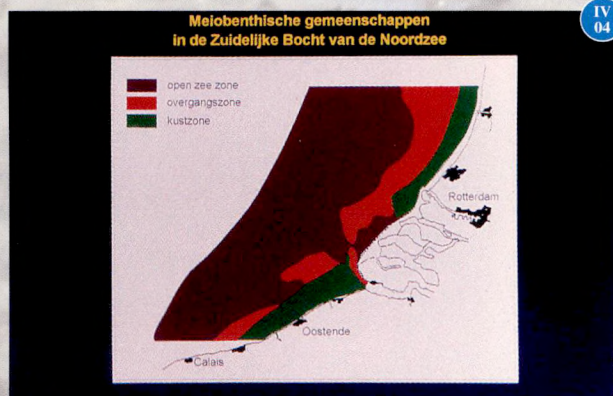 Meiobenthische gemeenschappen
in de Zuidelijke Bocht van de Noordzee
IV
04
open zee zone
overgangszone
kustzone
Rotterdam
Oostende
Calais